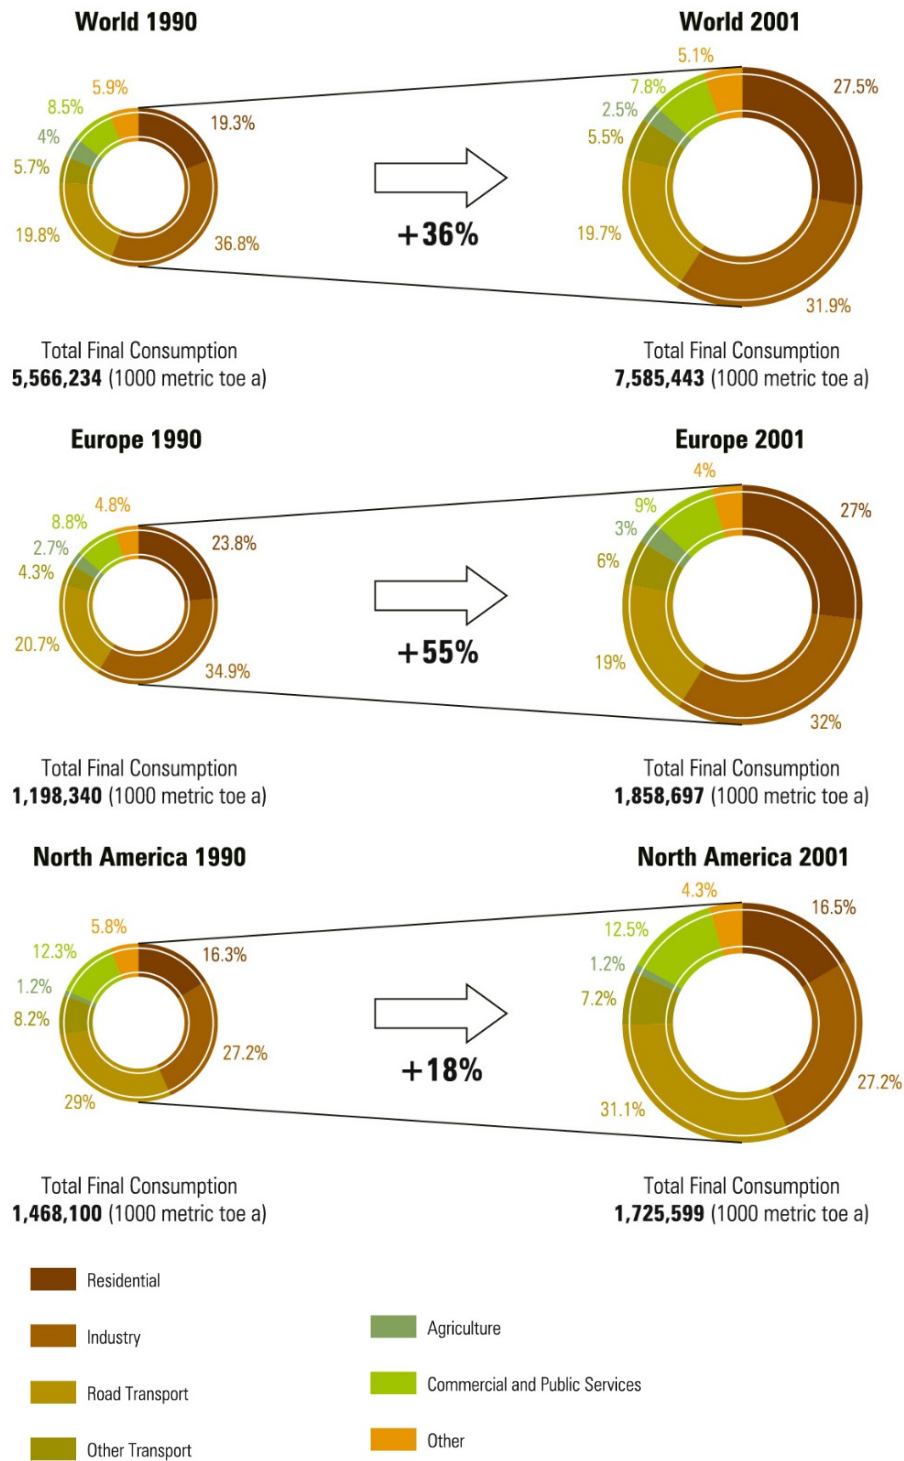 World 1990
World 2001
5.9%
8.5%
4%
5.7%
19.8%
19.3%
36.8%
+36%
5.1%
7.8%
2.5%
5.5%
19.7%
27.5%
31.9%
Total Final Consumption
5,566,234 (1000 metric toe a)
Total Final Consumption
7,585,443 (1000 metric toe a)
Europe 1990
Europe 2001
4.8%
8.8%
2.7%
4.3%
20.7%
23.8%
34.9%
+55%
4%
9%
3%
6%
19%
27%
32%
Total Final Consumption
1,198,340 (1000 metric toe a)
Total Final Consumption
1,858,697 (1000 metric toe a)
North America 1990
North America 2001
5.8%
12.3%
1.2%
8.2%
29%
16.3%
27.2%
+18%
4.3%
12.5%
1.2%
7.2%
31.1%
16.5%
27.2%
Total Final Consumption
1,468,100 (1000 metric toe a)
Total Final Consumption
1,725,599 (1000 metric toe a)
Residential
Industry
Road Transport
Other Transport
Agriculture
Commercial and Public Services
Other